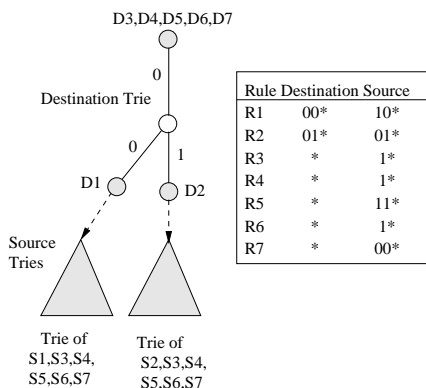 D3,D4,D5,D6,D7
0
Destination Trie
0
1
D1
D2
Source
Tries
Trie of
S1,S3,S4,
S5,S6,S7
Trie of
S2,S3,S4,
S5,S6,S7
Rule Destination Source
R1 00* 10*
R2 01* 01*
R3 * 1*
R4 * 1*
R5 * 11*
R6 * 1*
R7 * 00*